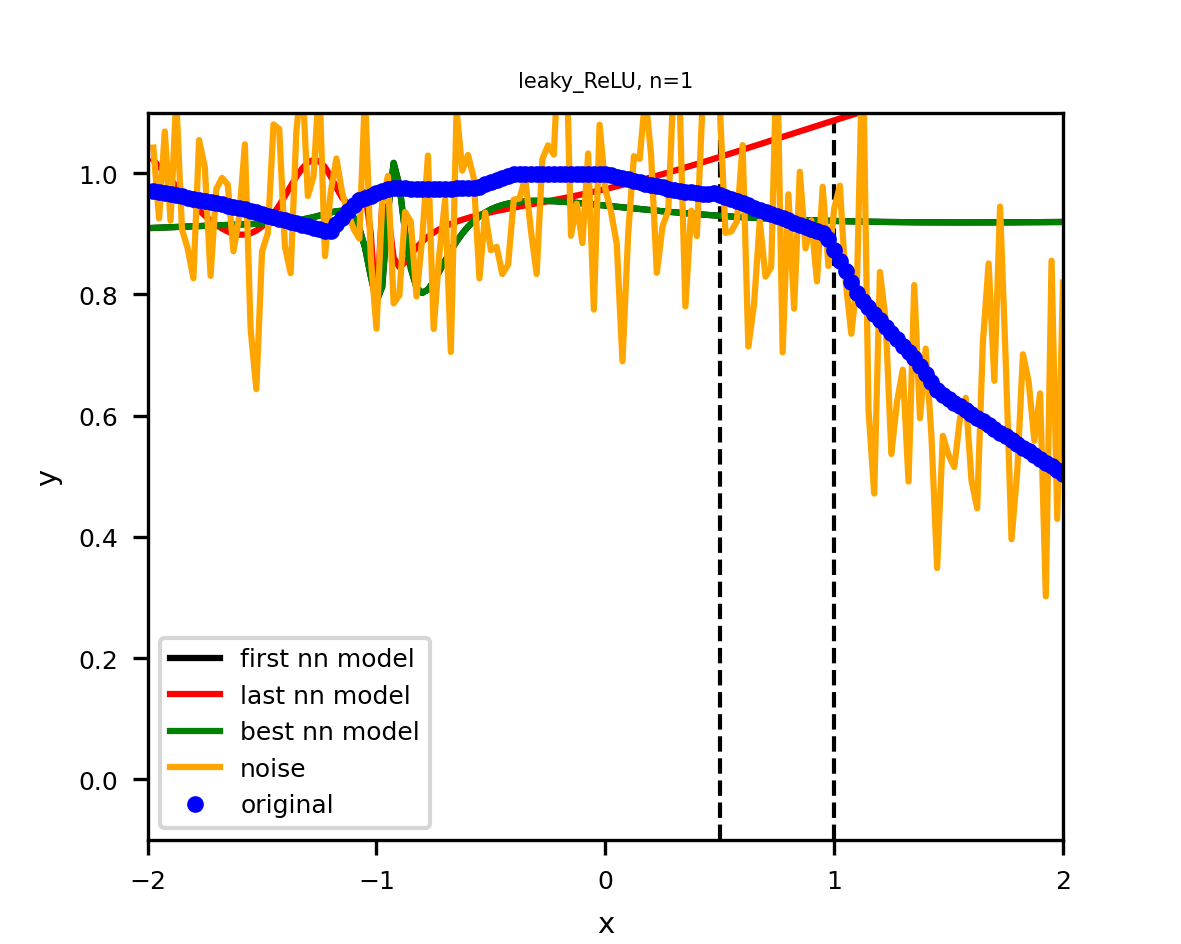 leaky_ReLU, n=1
1.0
0.8
0.6
0.4
0.2
0.0
y
first nn model
last nn model
best nn model
noise
original
−2
−1
0
1
2
x